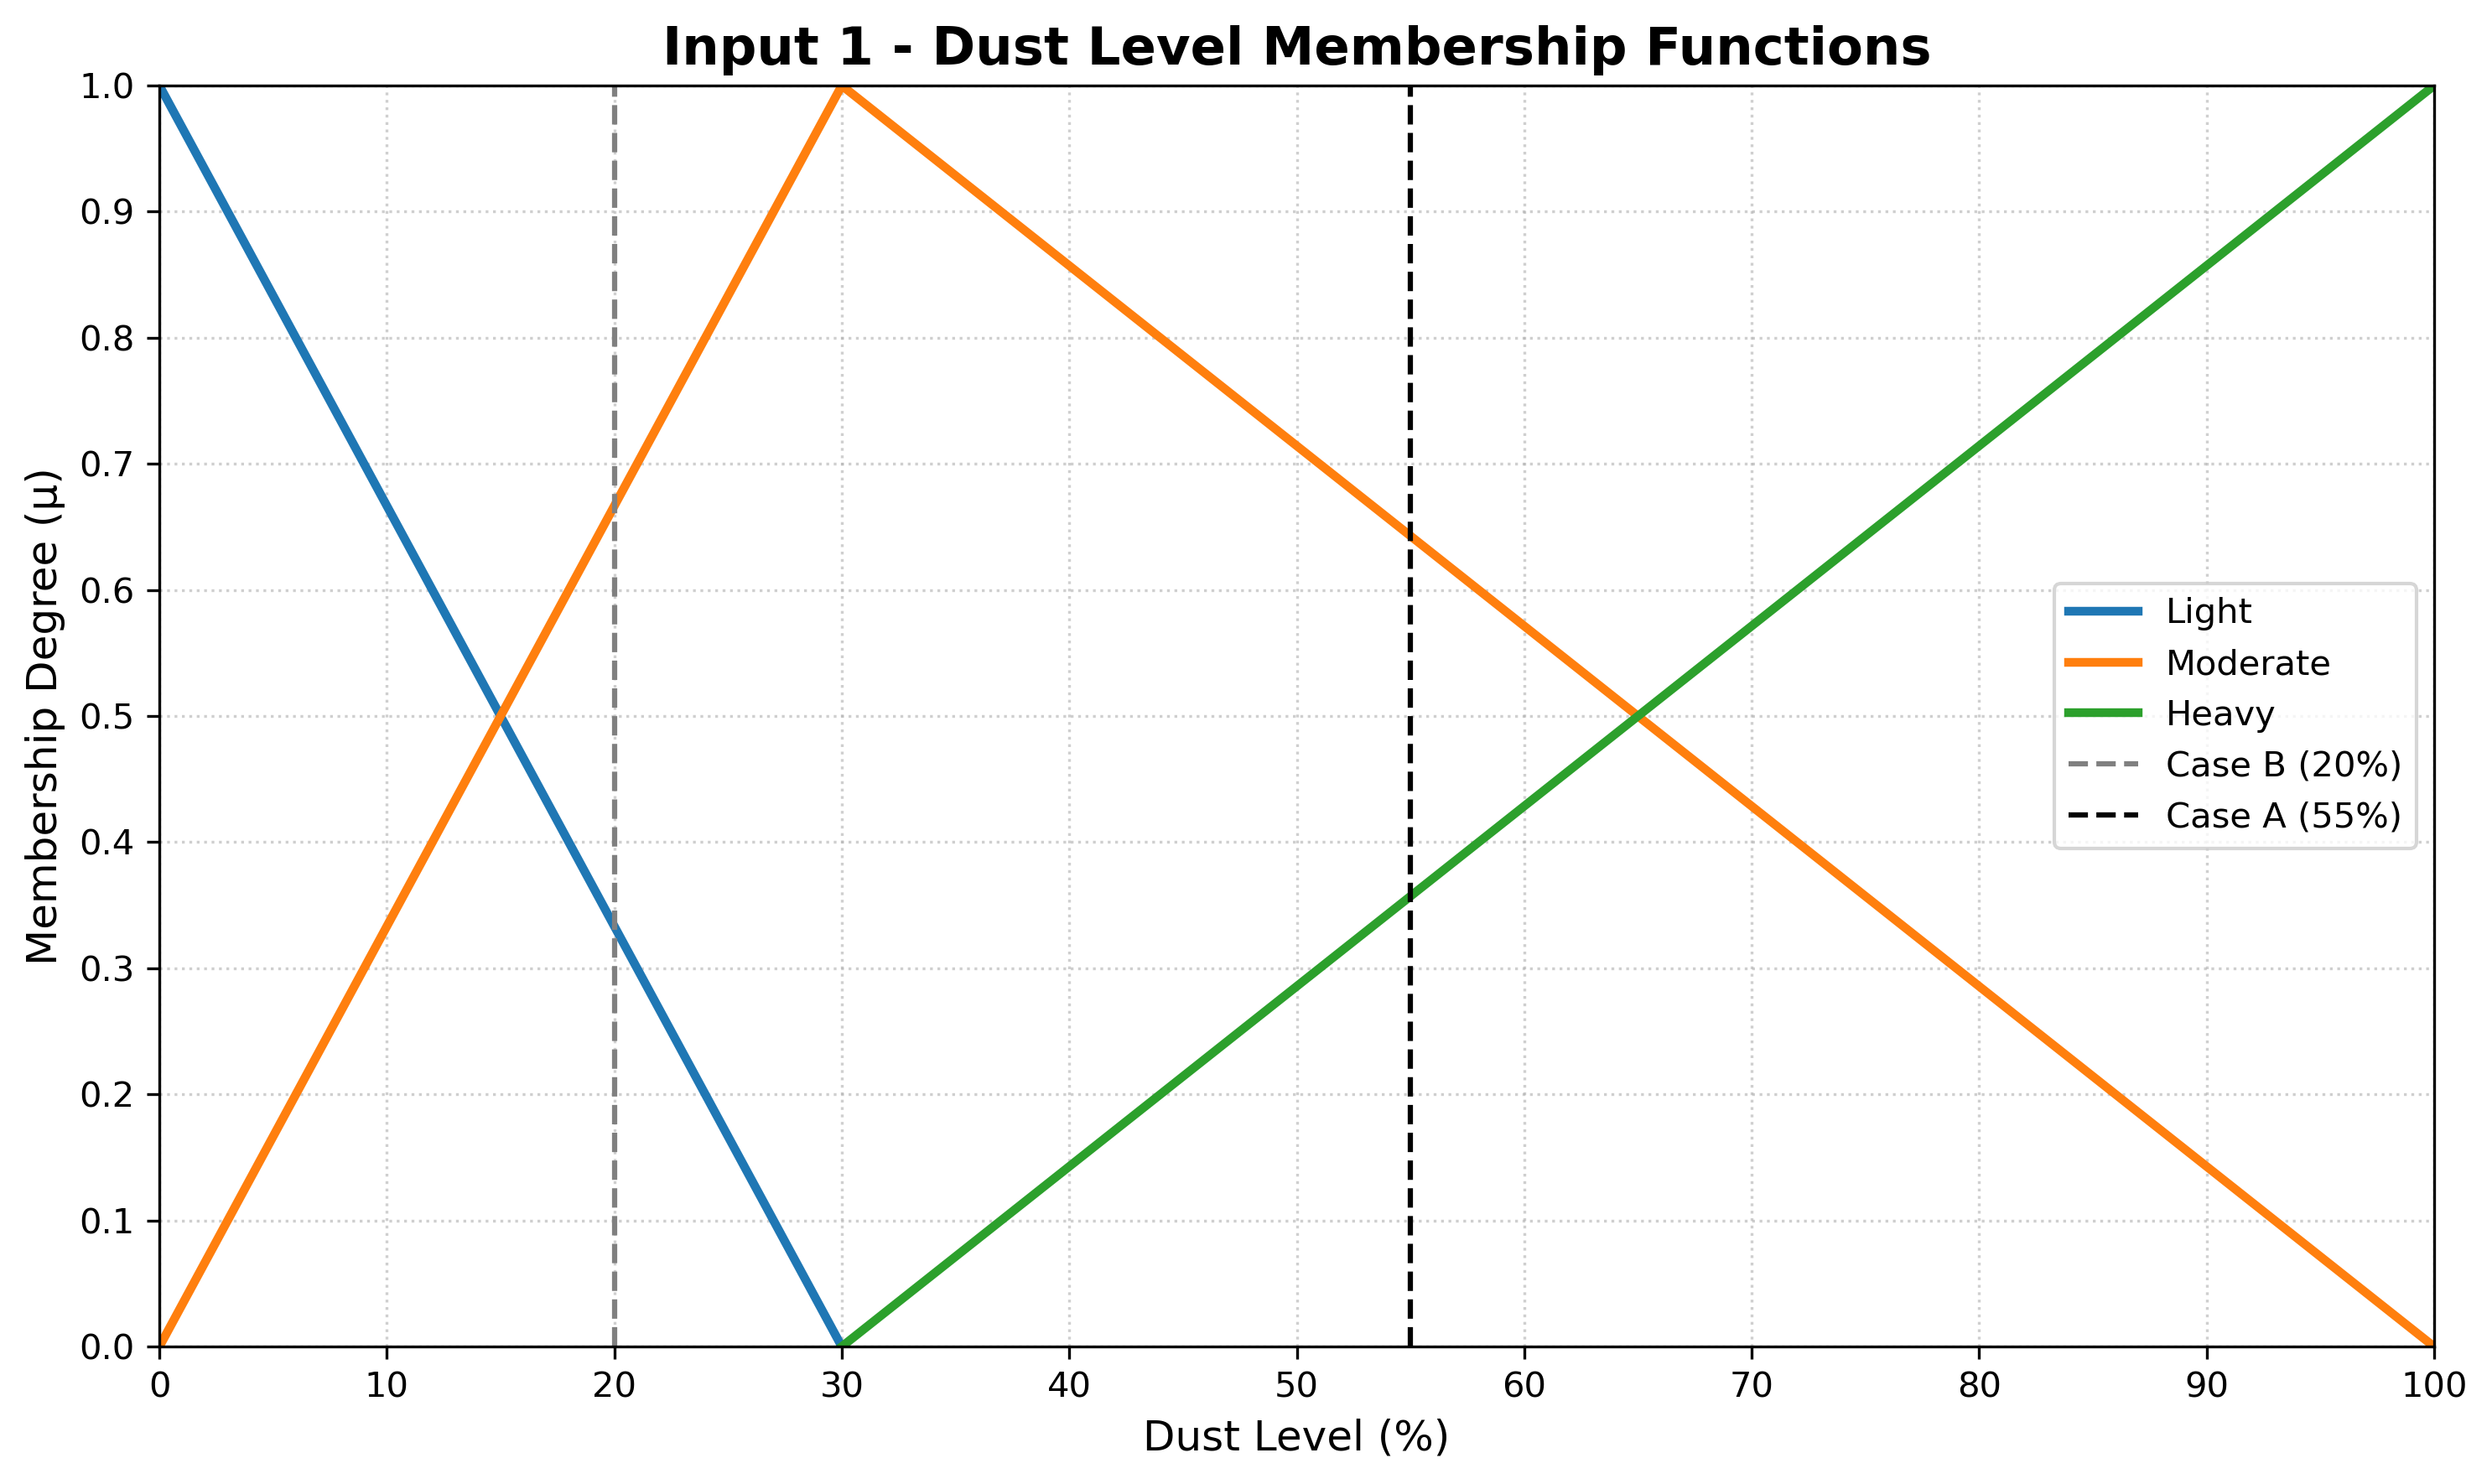 Input 1 - Dust Level Membership Functions
Membership Degree (μ)
1.0
0.9
0.8
0.7
0.6
0.5
0.4
0.3
0.2
0.1
0.0
Light
Moderate
Heavy
Case B (20%)
Case A (55%)
0 10 20 30 40 50 60 70 80 90 100
Dust Level (%)